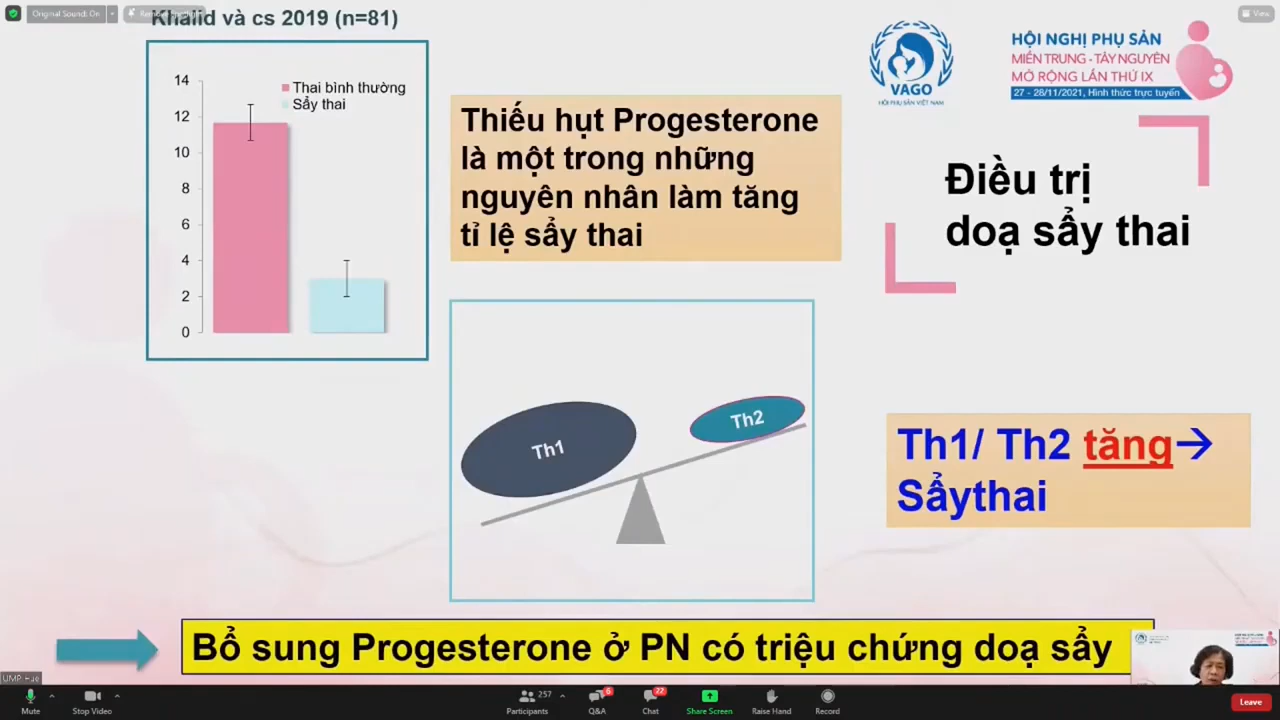 Original Sound: On
View
Khalid và cs 2019 (n=81)
14
12
10
8
6
4
2
0
Thai bình thường
Sẩy thai
Thiếu hụt Progesterone
là một trong những
nguyên nhân làm tăng
tỉ lệ sẩy thai
VAGO
HỘI PHỤ SẢN VIỆT NAM
HỘI NGHỊ PHỤ SẢN
MIỀN TRUNG - TÂY NGUYÊN
MỞ RỘNG LẦN THỨ IX
27 - 28/11/2021, Hình thức trực tuyến
Điều trị
doạ sẩy thai
Th1
Th2
Th1/ Th2 tăng→
Sẩythai
Bổ sung Progesterone ở PN có triệu chứng doạ sẩy
UMP Hue
Mute
Stop Video
257
Participants
6
Q&A
22
Chat
Share Screen
Raise Hand
Record
Leave